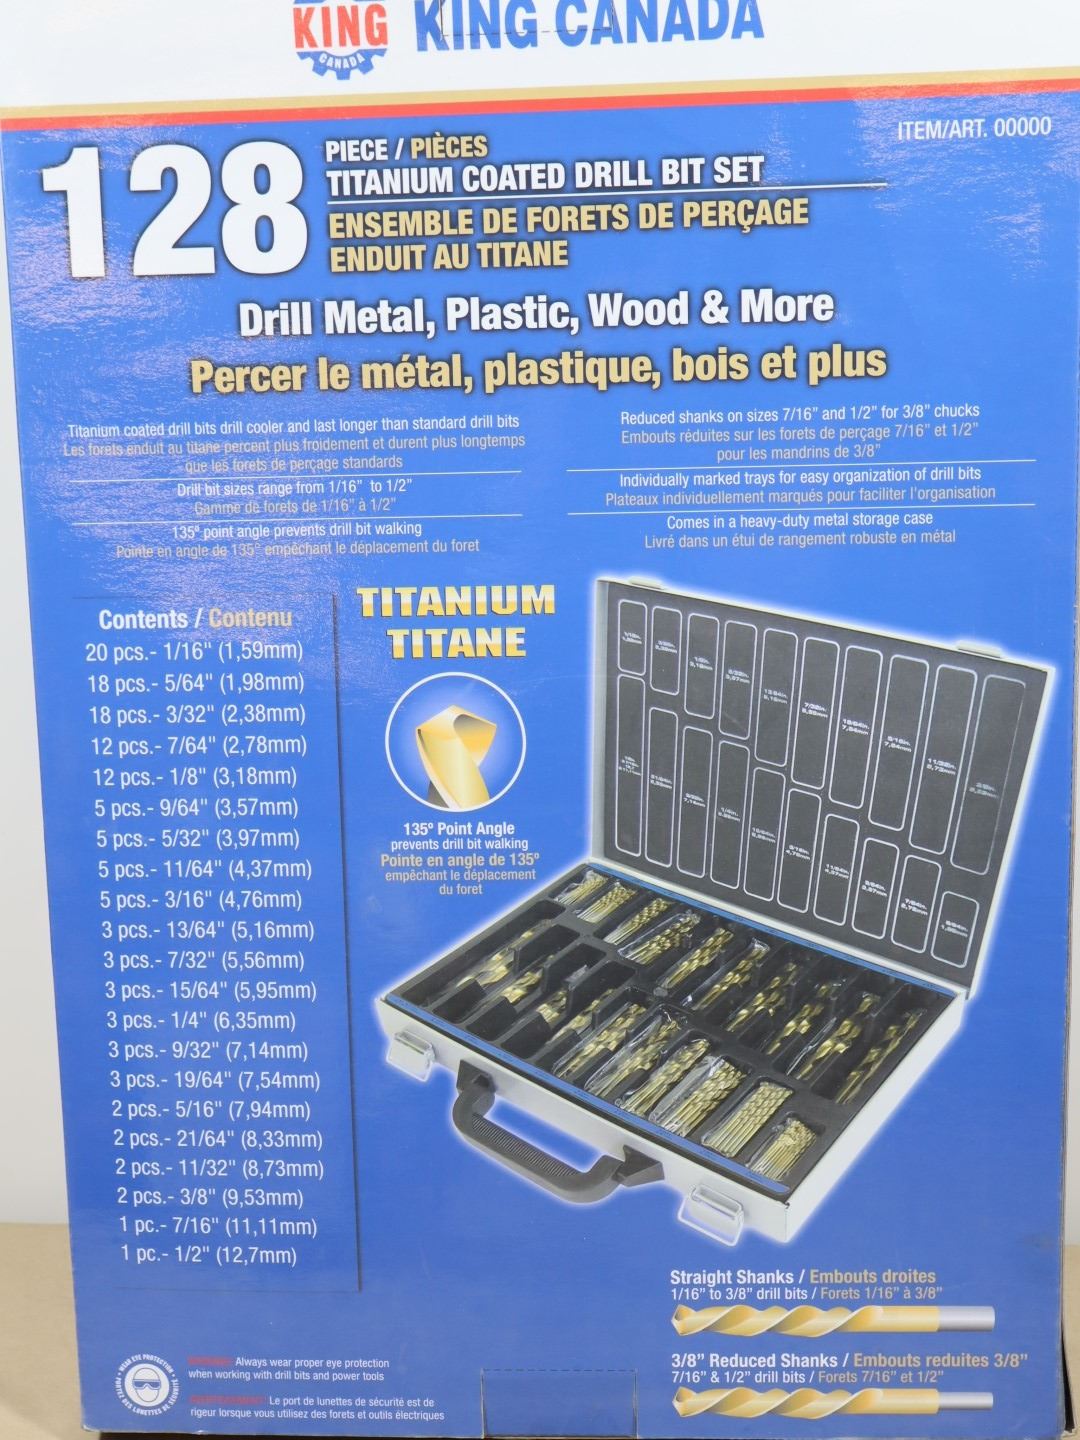 KING
CANADA
KING CANADA
ITEM/ART. 00000
128
PIECE / PIÈCES
TITANIUM COATED DRILL BIT SET
ENSEMBLE DE FORETS DE PERÇAGE
ENDUIT AU TITANE
Drill Metal, Plastic, Wood & More
Percer le métal, plastique, bois et plus
Titanium coated drill bits drill cooler and last longer than standard drill bits
Les forets enduit au titane percent plus froidement et durent plus longtemps
que les forets de perçage standards
Drill bit sizes range from 1/16" to 1/2"
Gamme de forets de 1/16" à 1/2"
135º point angle prevents drill bit walking
Pointe en angle de 135º empêchant le déplacement du foret
Reduced shanks on sizes 7/16" and 1/2" for 3/8" chucks
Embouts réduites sur les forets de perçage 7/16" et 1/2"
pour les mandrins de 3/8"
Individually marked trays for easy organization of drill bits
Plateaux individuellement marqués pour faciliter l'organisation
Comes in a heavy-duty metal storage case
Livré dans un étui de rangement robuste en métal
Contents / Contenu
20 pcs.- 1/16" (1,59mm)
18 pcs.- 5/64" (1,98mm)
18 pcs.- 3/32" (2,38mm)
12 pcs.- 7/64" (2,78mm)
12 pcs.- 1/8" (3,18mm)
5 pcs.- 9/64" (3,57mm)
5 pcs.- 5/32" (3,97mm)
5 pcs.- 11/64" (4,37mm)
5 pcs.- 3/16" (4,76mm)
3 pcs.- 13/64" (5,16mm)
3 pcs.- 7/32" (5,56mm)
3 pcs.- 15/64" (5,95mm)
3 pcs.- 1/4" (6,35mm)
3 pcs.- 9/32" (7,14mm)
3 pcs.- 19/64" (7,54mm)
2 pcs.- 5/16" (7,94mm)
2 pcs.- 21/64" (8,33mm)
2 pcs.- 11/32" (8,73mm)
2 pcs.- 3/8" (9,53mm)
1 pc.- 7/16" (11,11mm)
1 pc.- 1/2" (12,7mm)
TITANIUM
TITANE
135º Point Angle
prevents drill bit walking
Pointe en angle de 135º
empêchant le déplacement
du foret
Straight Shanks / Embouts droites
1/16" to 3/8" drill bits / Forets 1/16" à 3/8"
3/8" Reduced Shanks / Embouts reduites 3/8"
7/16" & 1/2" drill bits / Forets 7/16" et 1/2"
WEAR EYE PROTECTION
PORTEZ DES LUNETTES DE SÉCURITÉ
WARNING: Always wear proper eye protection
when working with drill bits and power tools
AVERTISSEMENT: Le port de lunettes de sécurité est de
rigeur lorsque vous utilisez des forets et outils électriques